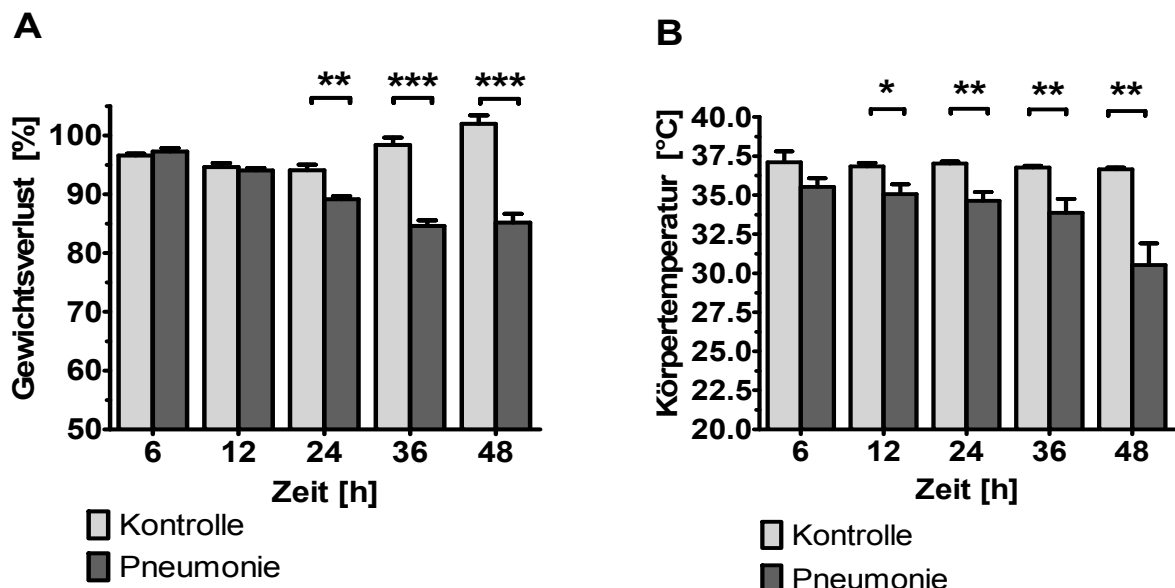 A
** *** ***
Gewichtsverlust [%]
100
90
80
70
60
50
6 12 24 36 48
Zeit [h]
Kontrolle
Pneumonie
B
* ** ** **
Körpertemperatur [°C]
40.0
37.5
35.0
32.5
30.0
27.5
25.0
22.5
20.0
6 12 24 36 48
Zeit [h]
Kontrolle
Pneumonie